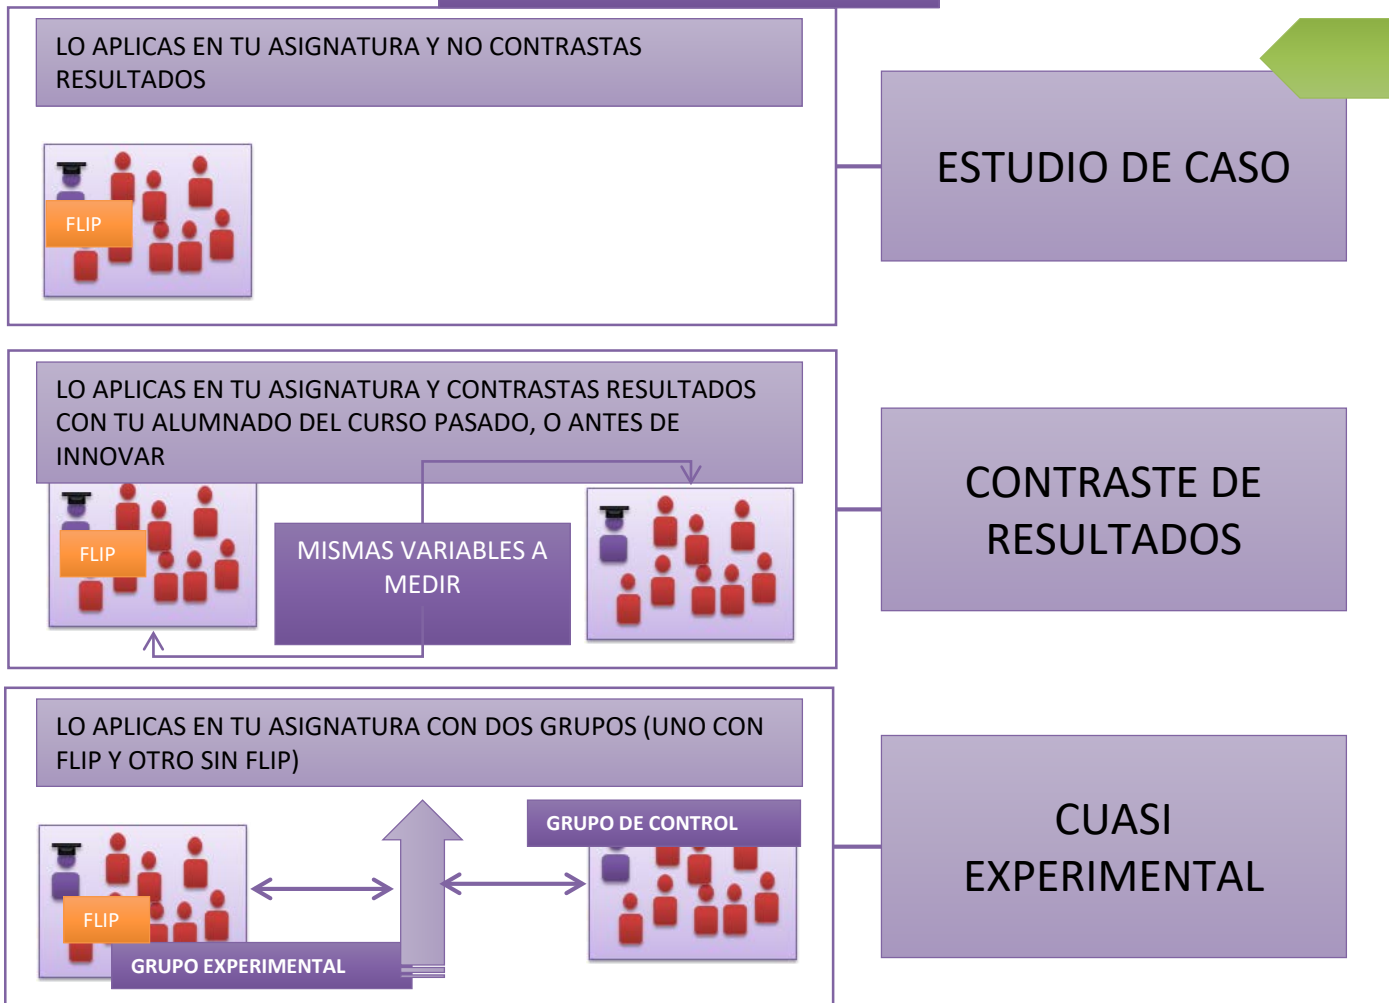 LO APLICAS EN TU ASIGNATURA Y NO CONTRASTAS
RESULTADOS
FLIP
ESTUDIO DE CASO
LO APLICAS EN TU ASIGNATURA Y CONTRASTAS RESULTADOS
CON TU ALUMNADO DEL CURSO PASADO, O ANTES DE
INNOVAR
FLIP
MISMAS VARIABLES A
MEDIR
CONTRASTE DE
RESULTADOS
LO APLICAS EN TU ASIGNATURA CON DOS GRUPOS (UNO CON
FLIP Y OTRO SIN FLIP)
GRUPO DE CONTROL
FLIP
GRUPO EXPERIMENTAL
CUASI
EXPERIMENTAL